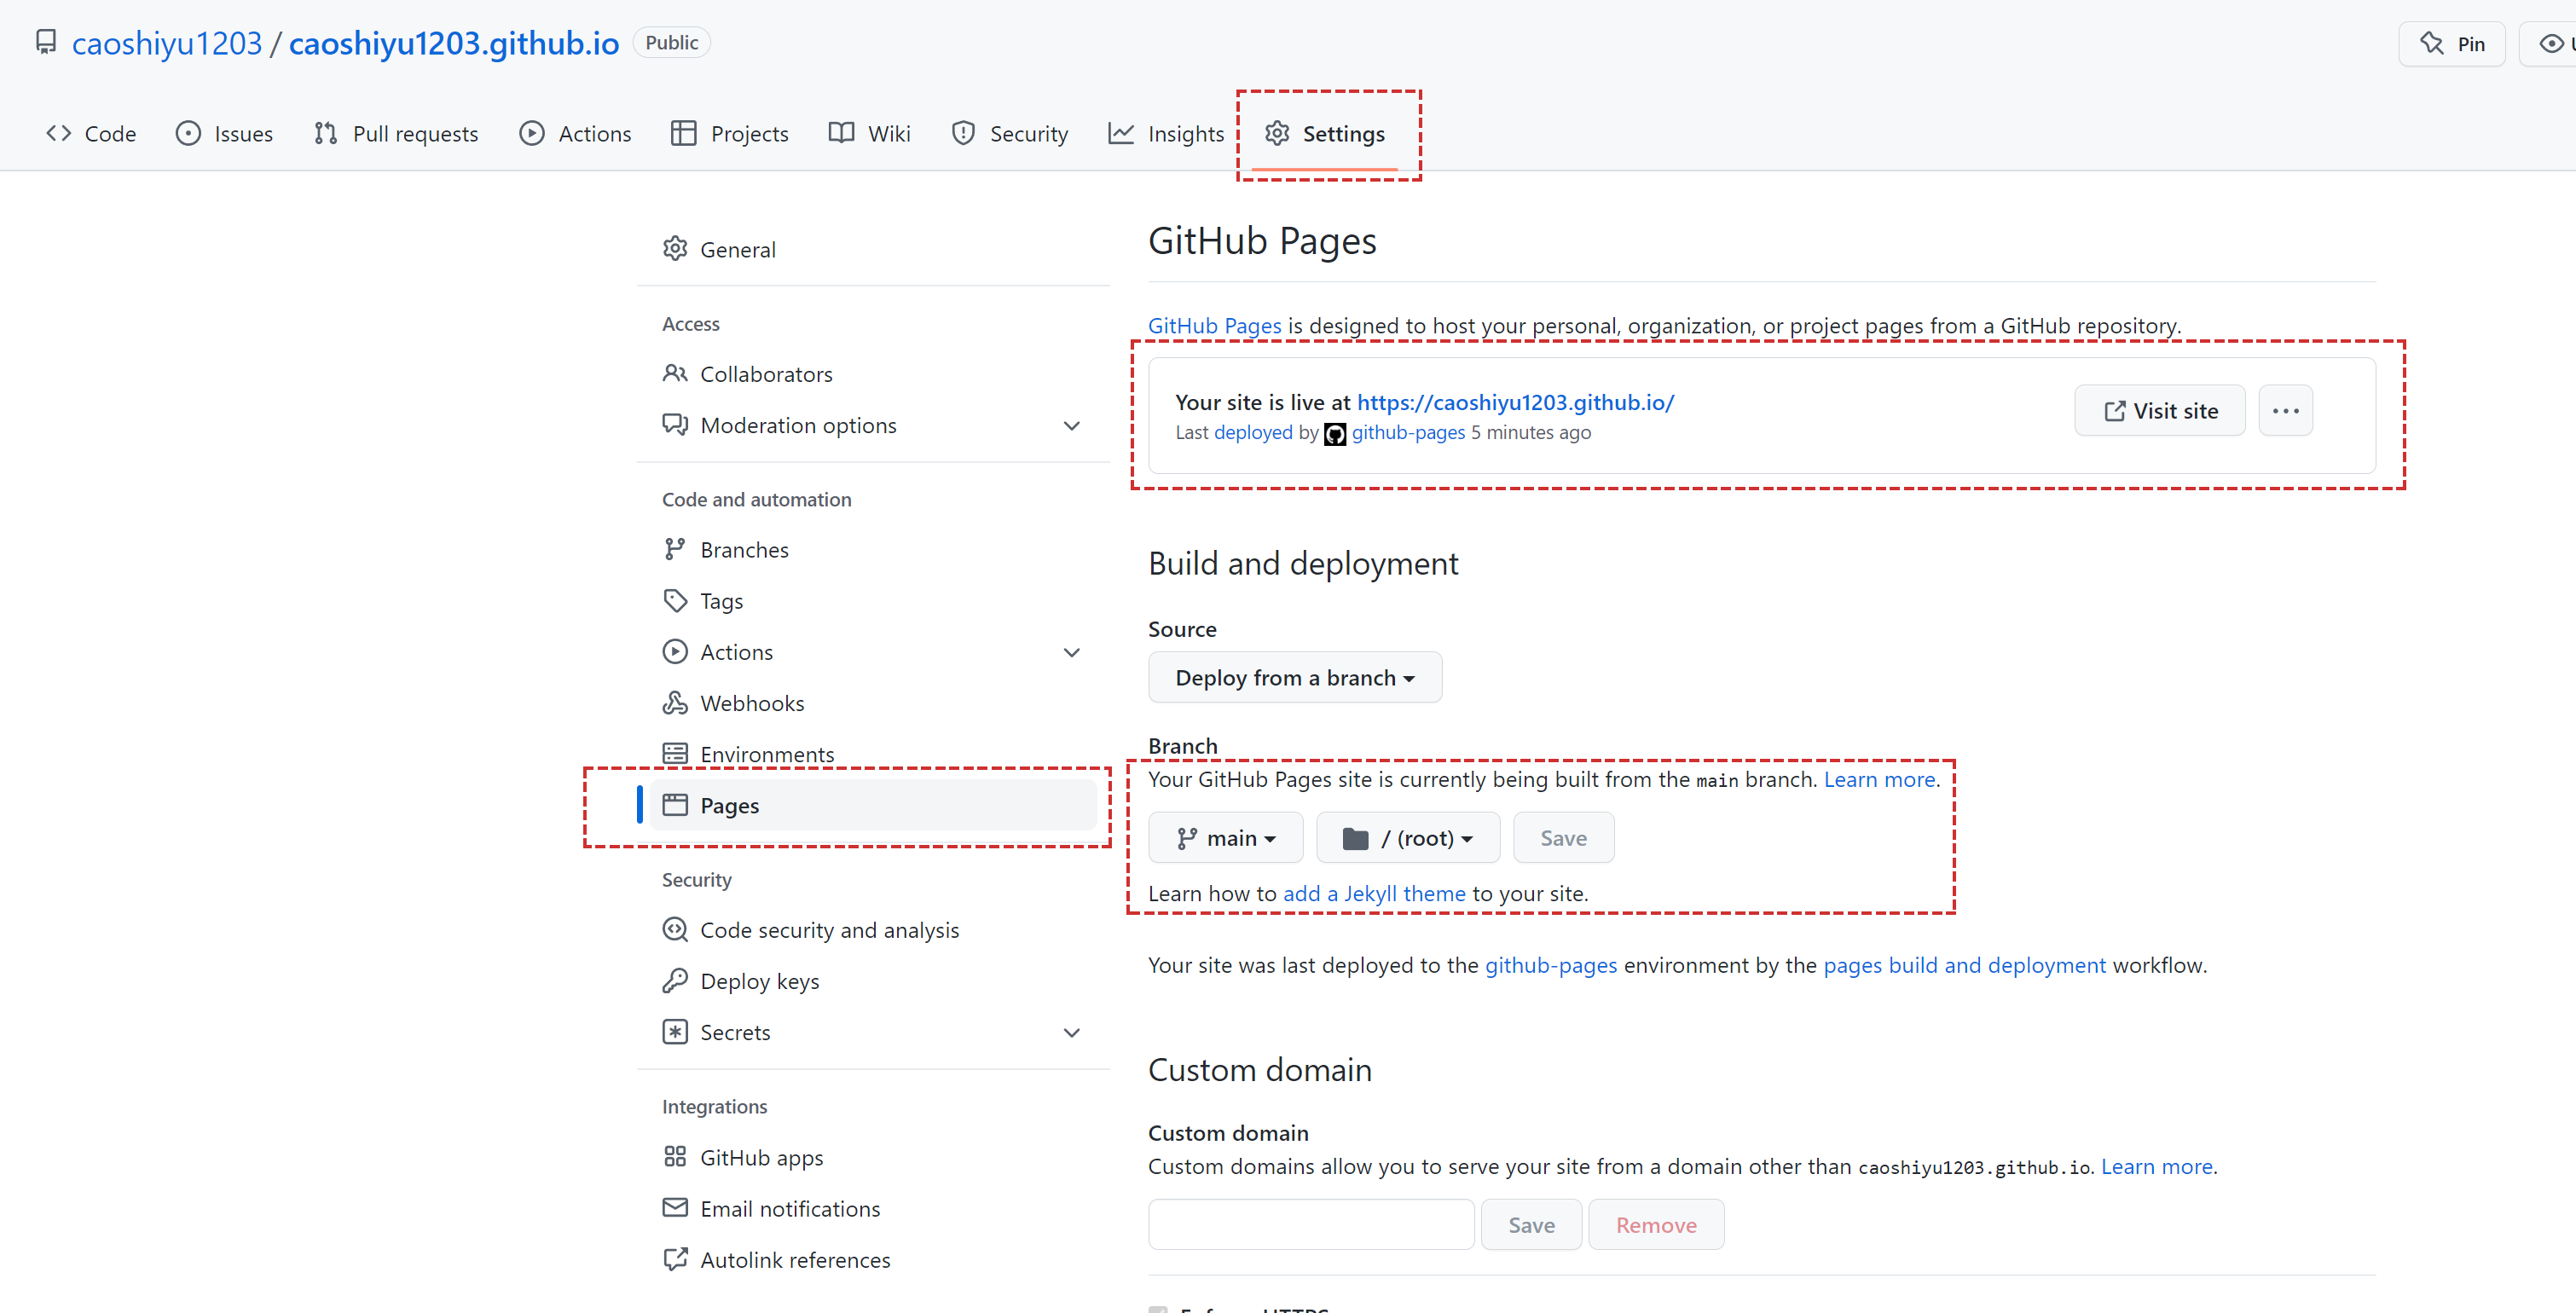 caoshiyu1203 / caoshiyu1203.github.io Public
Pin
Code Issues Pull requests Actions Projects Wiki Security Insights Settings
General
Access
Collaborators
Moderation options
Code and automation
Branches
Tags
Actions
Webhooks
Environments
Pages
Security
Code security and analysis
Deploy keys
Secrets
Integrations
GitHub apps
Email notifications
Autolink references
GitHub Pages
GitHub Pages is designed to host your personal, organization, or project pages from a GitHub repository.
Your site is live at https://caoshiyu1203.github.io/
Last deployed by github-pages 5 minutes ago
Visit site
Build and deployment
Source
Deploy from a branch
Branch
Your GitHub Pages site is currently being built from the main branch. Learn more.
main / (root) Save
Learn how to add a Jekyll theme to your site.
Your site was last deployed to the github-pages environment by the pages build and deployment workflow.
Custom domain
Custom domain
Custom domains allow you to serve your site from a domain other than caoshiyu1203.github.io. Learn more.
Save Remove